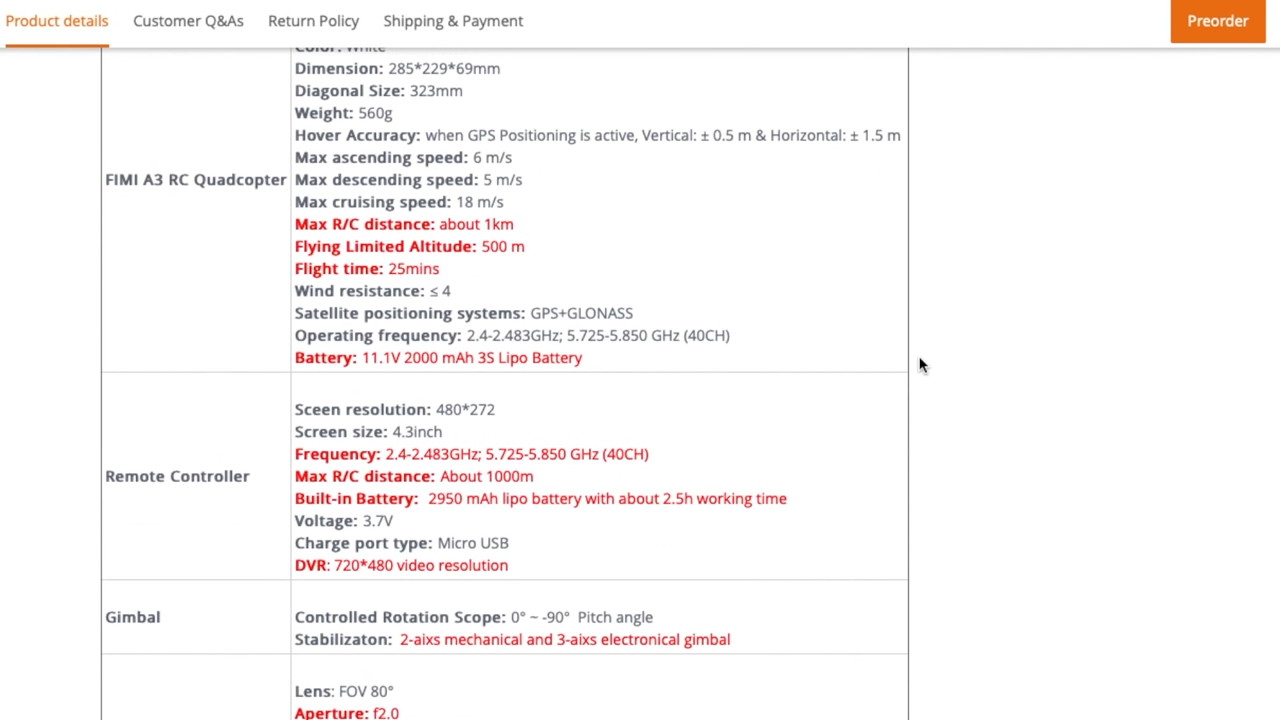 Product details Customer Q&As Return Policy Shipping & Payment Preorder
Color: White
Dimension: 285*229*69mm
Diagonal Size: 323mm
Weight: 560g
Hover Accuracy: when GPS Positioning is active, Vertical: ± 0.5 m & Horizontal: ± 1.5 m
Max ascending speed: 6 m/s
FIMI A3 RC Quadcopter Max descending speed: 5 m/s
Max cruising speed: 18 m/s
Max R/C distance: about 1km
Flying Limited Altitude: 500 m
Flight time: 25mins
Wind resistance: ≤ 4
Satellite positioning systems: GPS+GLONASS
Operating frequency: 2.4-2.483GHz; 5.725-5.850 GHz (40CH)
Battery: 11.1V 2000 mAh 3S Lipo Battery
Sceen resolution: 480*272
Screen size: 4.3inch
Frequency: 2.4-2.483GHz; 5.725-5.850 GHz (40CH)
Remote Controller Max R/C distance: About 1000m
Built-in Battery: 2950 mAh lipo battery with about 2.5h working time
Voltage: 3.7V
Charge port type: Micro USB
DVR: 720*480 video resolution
Gimbal Controlled Rotation Scope: 0° ~ -90° Pitch angle
Stabilizaton: 2-aixs mechanical and 3-aixs electronical gimbal
Lens: FOV 80°
Aperture: f2.0